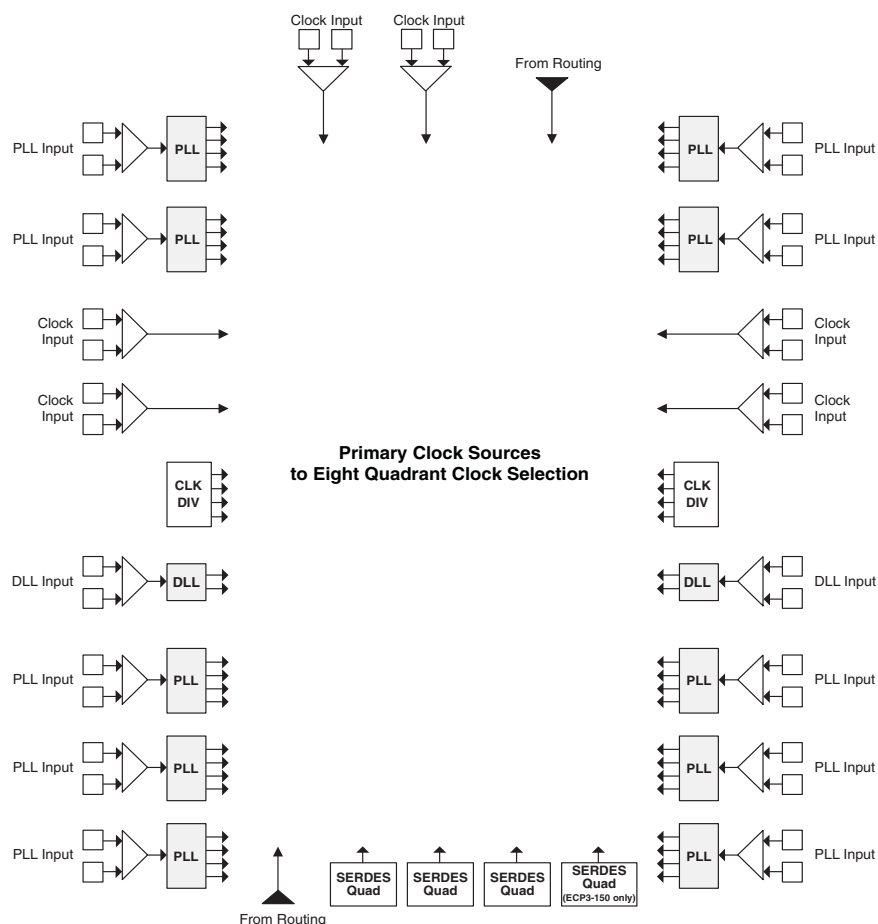 Clock Input Clock Input
From Routing
PLL Input PLL PLL PLL Input
PLL Input PLL PLL PLL Input
Clock Clock
Input Input
Clock Clock
Input Input
Primary Clock Sources
to Eight Quadrant Clock Selection
CLK CLK
DIV DIV
DLL Input DLL DLL DLL Input
PLL Input PLL PLL PLL Input
PLL Input PLL PLL PLL Input
PLL Input PLL PLL PLL Input
SERDES SERDES SERDES SERDES
Quad Quad Quad Quad
(ECP3-150 only)
From Routing